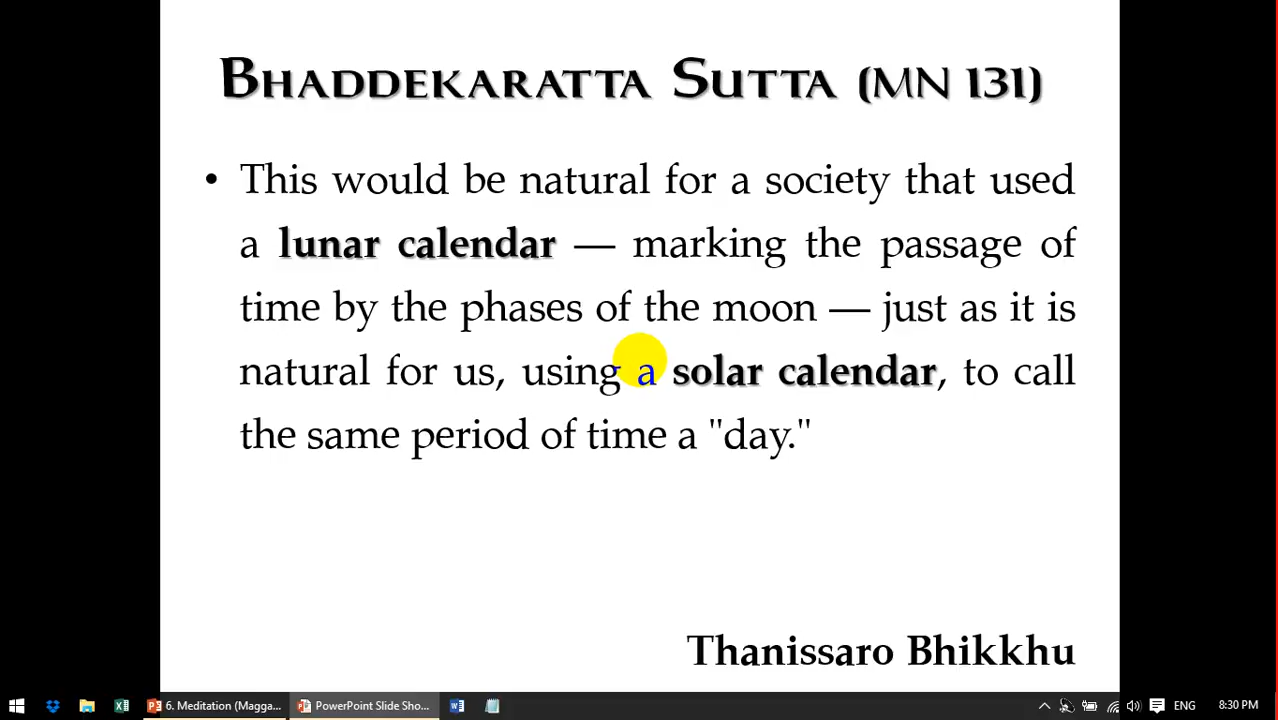 Bhaddekaratta Sutta (MN 131)
• This would be natural for a society that used
a lunar calendar — marking the passage of
time by the phases of the moon — just as it is
natural for us, using a solar calendar, to call
the same period of time a "day."
Thanissaro Bhikkhu
6. Meditation (Magga... PowerPoint Slide Sho... ENG 8:30 PM